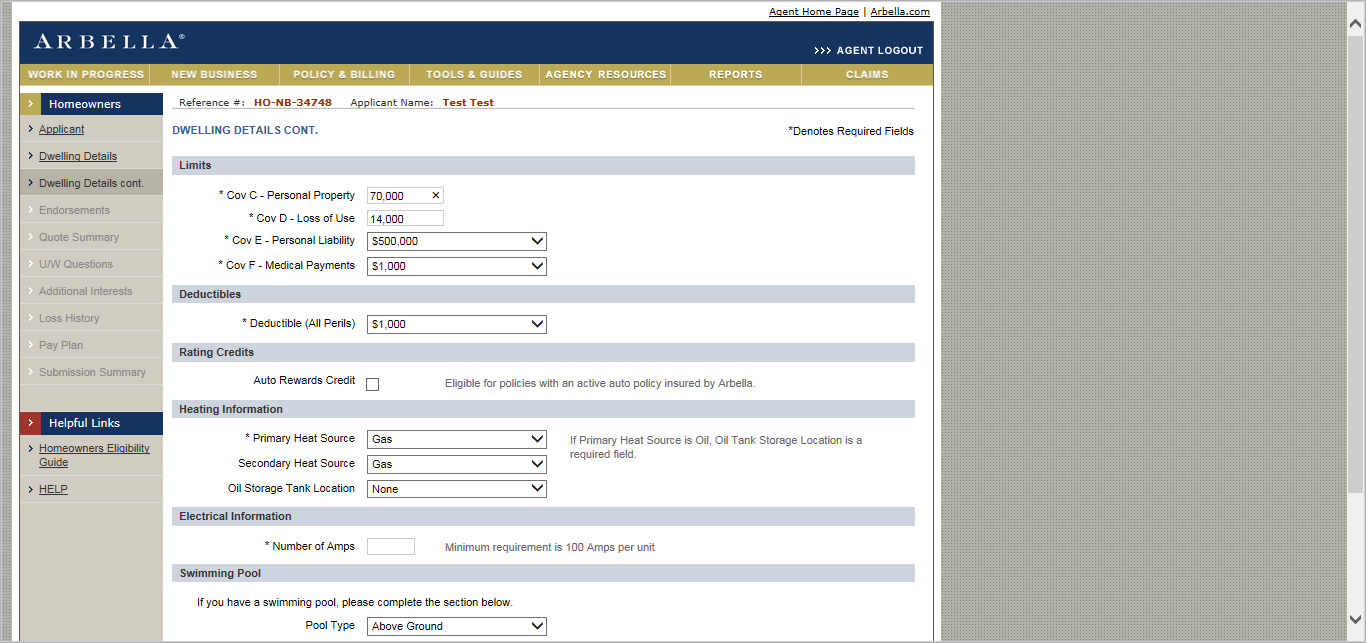 Agent Home Page | Arbella.com
ARBELLA®
>>> AGENT LOGOUT
WORK IN PROGRESS NEW BUSINESS POLICY & BILLING TOOLS & GUIDES AGENCY RESOURCES REPORTS CLAIMS
Homeowners
Applicant
Dwelling Details
Dwelling Details cont.
Endorsements
Quote Summary
U/W Questions
Additional Interests
Loss History
Pay Plan
Submission Summary
Helpful Links
Homeowners Eligibility
Guide
HELP
Reference #: HO-NB-34748 Applicant Name: Test Test
DWELLING DETAILS CONT. *Denotes Required Fields
Limits
* Cov C - Personal Property 70,000 ×
* Cov D - Loss of Use 14,000
* Cov E - Personal Liability $500,000
* Cov F - Medical Payments $1,000
Deductibles
* Deductible (All Perils) $1,000
Rating Credits
Auto Rewards Credit Eligible for policies with an active auto policy insured by Arbella.
Heating Information
* Primary Heat Source Gas If Primary Heat Source is Oil, Oil Tank Storage Location is a
required field.
Secondary Heat Source Gas
Oil Storage Tank Location None
Electrical Information
* Number of Amps Minimum requirement is 100 Amps per unit
Swimming Pool
If you have a swimming pool, please complete the section below.
Pool Type Above Ground